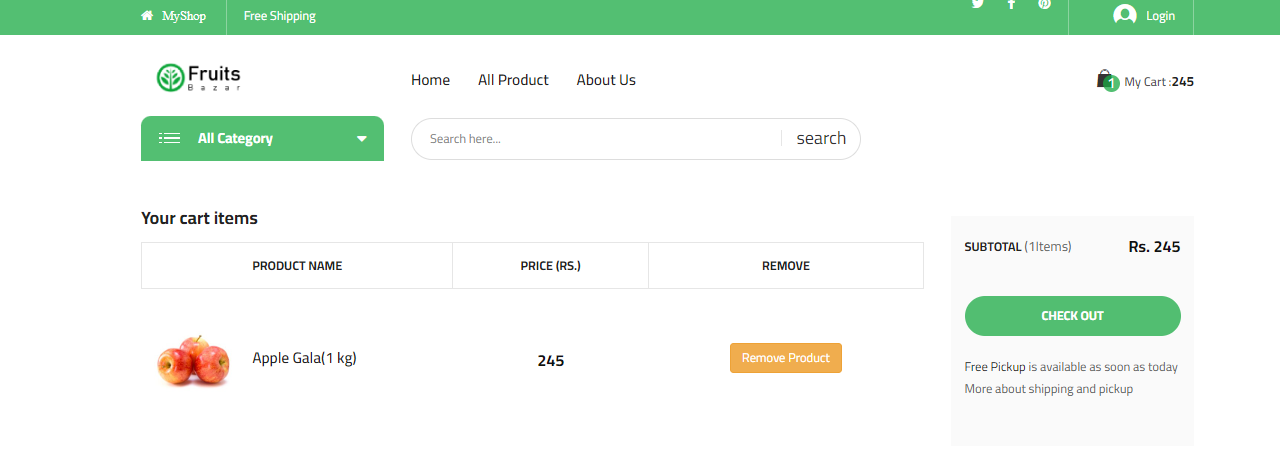 MyShop Free Shipping Login
Fruits
Bazar
Home All Product About Us
1 My Cart :245
All Category
Search here... search
Your cart items
PRODUCT NAME PRICE (RS.) REMOVE
Apple Gala(1 kg) 245 Remove Product
SUBTOTAL (1Items) Rs. 245
CHECK OUT
Free Pickup is available as soon as today
More about shipping and pickup